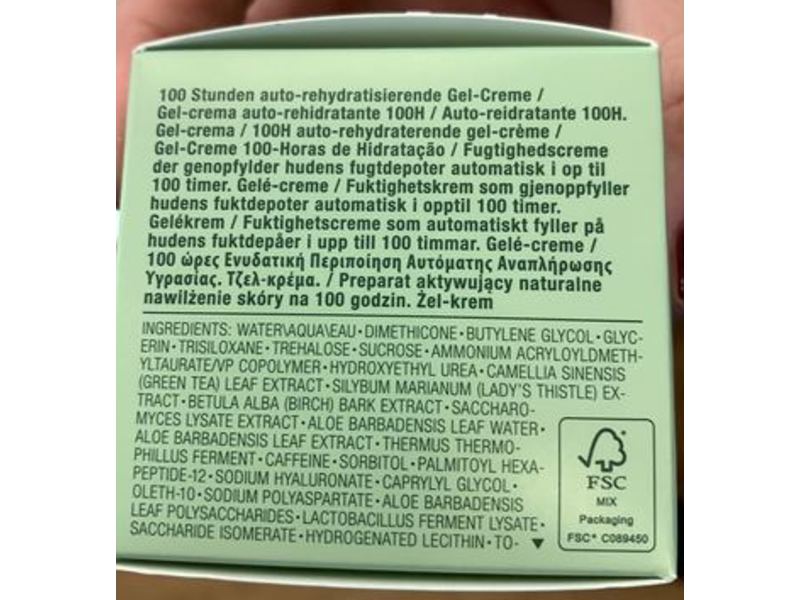 100 Stunden auto-rehydratisierende Gel-Creme /
Gel-crema auto-rehidratante 100H / Auto-reidratante 100H.
Gel-crema / 100H auto-rehydraterende gel-crème /
Gel-Creme 100-Horas de Hidratação / Fugtighedscreme
der genopfylder hudens fugtdepoter automatisk i op til
100 timer. Gelé-creme / Fuktighetskrem som gjenoppfyller
hudens fuktdepoter automatisk i opptil 100 timer.
Gelékrem / Fuktighetscreme som automatiskt fyller på
hudens fuktdepåer i upp till 100 timmar. Gelé-creme /
100 ώρες Ενυδατική Περιποίηση Αυτόματης Αναπλήρωσης
Υγρασίας. Τζελ-κρέμα. / Preparat aktywujący naturalne
nawilżenie skóry na 100 godzin. Żel-krem
INGREDIENTS: WATER\AQUA\EAU • DIMETHICONE • BUTYLENE GLYCOL • GLYC-
ERIN • TRISILOXANE • TREHALOSE • SUCROSE • AMMONIUM ACRYLOYLDMETH-
YLTAURATE/VP COPOLYMER • HYDROXYETHYL UREA • CAMELLIA SINENSIS
(GREEN TEA) LEAF EXTRACT • SILYBUM MARIANUM (LADY'S THISTLE) EX-
TRACT • BETULA ALBA (BIRCH) BARK EXTRACT • SACCHARO-
MYCES LYSATE EXTRACT • ALOE BARBADENSIS LEAF WATER •
ALOE BARBADENSIS LEAF EXTRACT • THERMUS THERMO-
PHILLUS FERMENT • CAFFEINE • SORBITOL • PALMITOYL HEXA-
PEPTIDE-12 • SODIUM HYALURONATE • CAPRYLYL GLYCOL •
OLETH-10 • SODIUM POLYASPARTATE • ALOE BARBADENSIS
LEAF POLYSACCHARIDES • LACTOBACILLUS FERMENT LYSATE •
SACCHARIDE ISOMERATE • HYDROGENATED LECITHIN • TO- ▼
FSC
MIX
Packaging
FSC® C089450